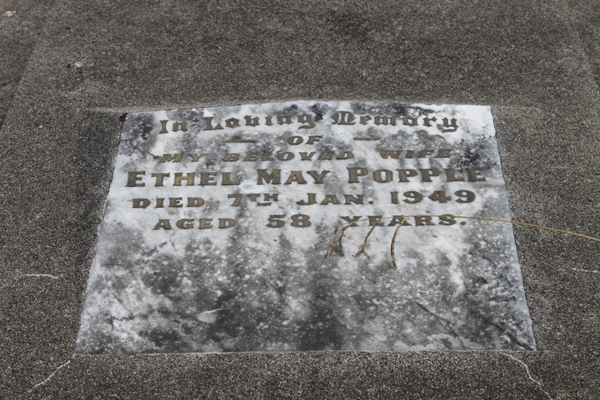 In Loving Memory
OF
MY BELOVED WIFE
ETHEL MAY POPPLE
DIED 7TH JAN. 1949
AGED 58 YEARS.